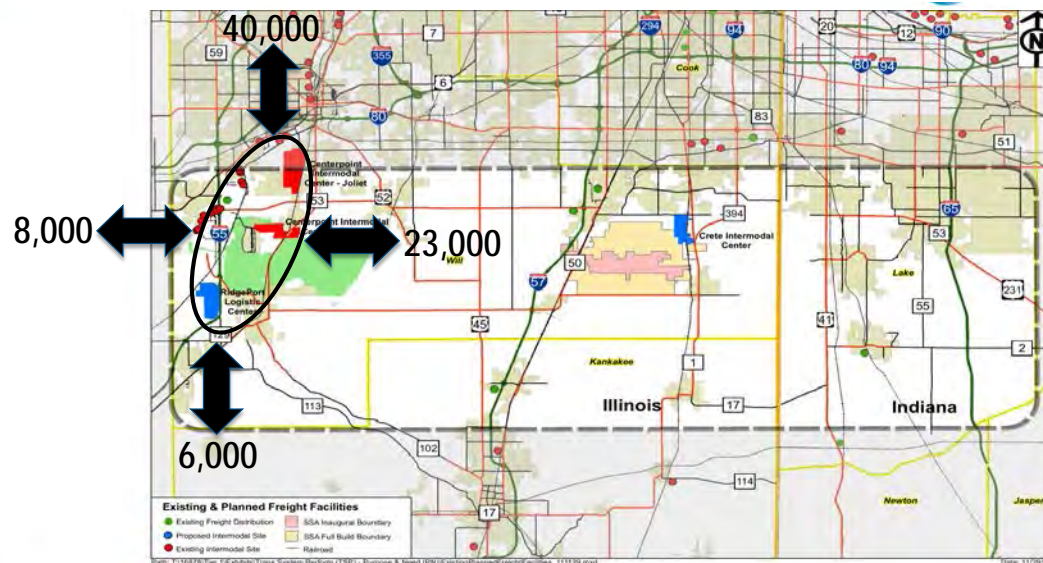 40,000
59
7
355
294
94
20
12
90
N
Cook
80
94
6
80
83
51
Centerpoint
Intermodal
Center - Joliet
53
52
394
65
8,000
55
Centerpoint Intermodal
23,000
Crete Intermodal
Center
53
Will
50
Lake
57
231
RidgePort
Logistic
Center
55
45
41
129
2
Kankakee
1
113
Illinois
17
Indiana
6,000
102
114
Newton
Jasper
17
Existing & Planned Freight Facilities
Existing Freight Distribution
SSA Inaugural Boundary
Proposed Intermodal Site
SSA Full Build Boundary
Existing Intermodal Site
Railroad